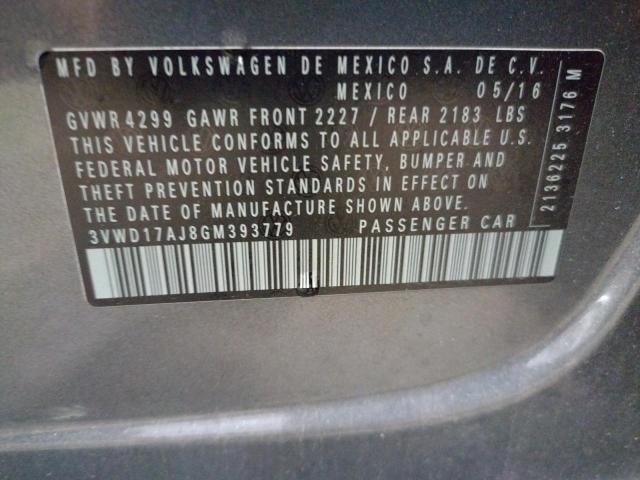 MFD BY VOLKSWAGEN DE MEXICO S.A. DE C.V.
MEXICO 05/16
GVWR 4299 GAWR FRONT 2227 / REAR 2183 LBS
THIS VEHICLE CONFORMS TO ALL APPLICABLE U.S.
FEDERAL MOTOR VEHICLE SAFETY, BUMPER AND
THEFT PREVENTION STANDARDS IN EFFECT ON
THE DATE OF MANUFACTURE SHOWN ABOVE.
3VWD17AJ8GM393779 PASSENGER CAR
2136225 3176 M